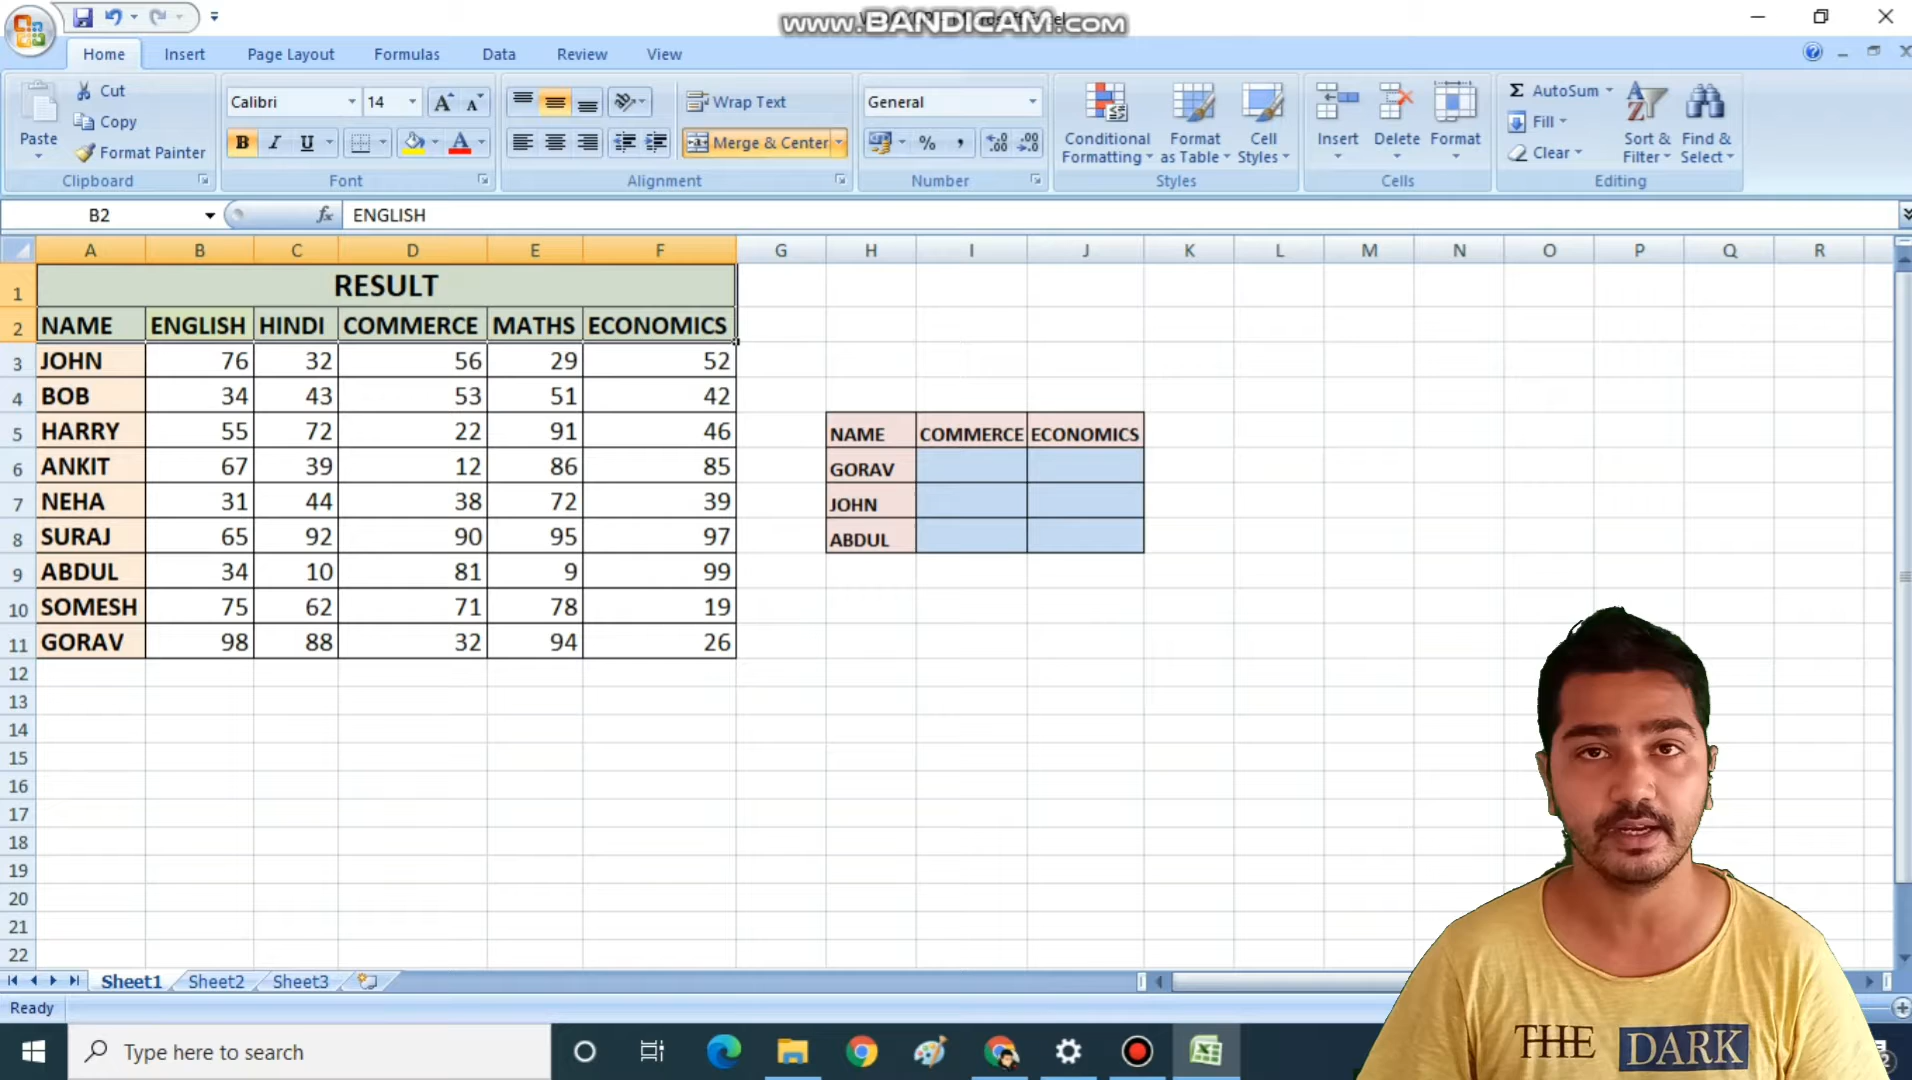 www.BANDICAM.com
Home Insert Page Layout Formulas Data Review View
Cut
Copy
Format Painter
Paste
Clipboard
Calibri 14
B I U
Font
Wrap Text
Merge & Center
Alignment
General
%
Number
Conditional Formatting
Format as Table
Cell Styles
Styles
Insert Delete Format
Cells
AutoSum
Fill
Clear
Sort & Filter
Find & Select
Editing
B2 fx ENGLISH
A B C D E F G H I J K L M N O P Q R
1 RESULT
2 NAME ENGLISH HINDI COMMERCE MATHS ECONOMICS
3 JOHN 76 32 56 29 52
4 BOB 34 43 53 51 42
5 HARRY 55 72 22 91 46 NAME COMMERCE ECONOMICS
6 ANKIT 67 39 12 86 85 GORAV
7 NEHA 31 44 38 72 39 JOHN
8 SURAJ 65 92 90 95 97 ABDUL
9 ABDUL 34 10 81 9 99
10 SOMESH 75 62 71 78 19
11 GORAV 98 88 32 94 26
12
13
14
15
16
17
18
19
20
21
22
Sheet1 Sheet2 Sheet3
Ready
Type here to search
THE DARK